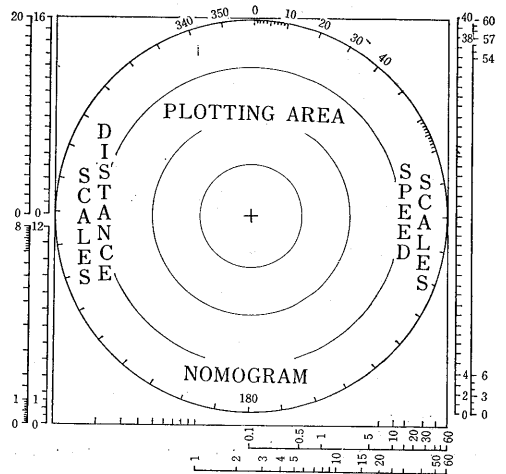 340 350 0 10 20 30 40
20 16
40 60
38 57
54
PLOTTING AREA
DISTANCE
SCALES
SPEED
SCALES
0 0
8 12
NOMOGRAM
180
1 1
0 0
4 6
2 3
0 0
0.1 0.5 1 5 10 20 30 60
1 2 3 4 5 10 15 20 50 60